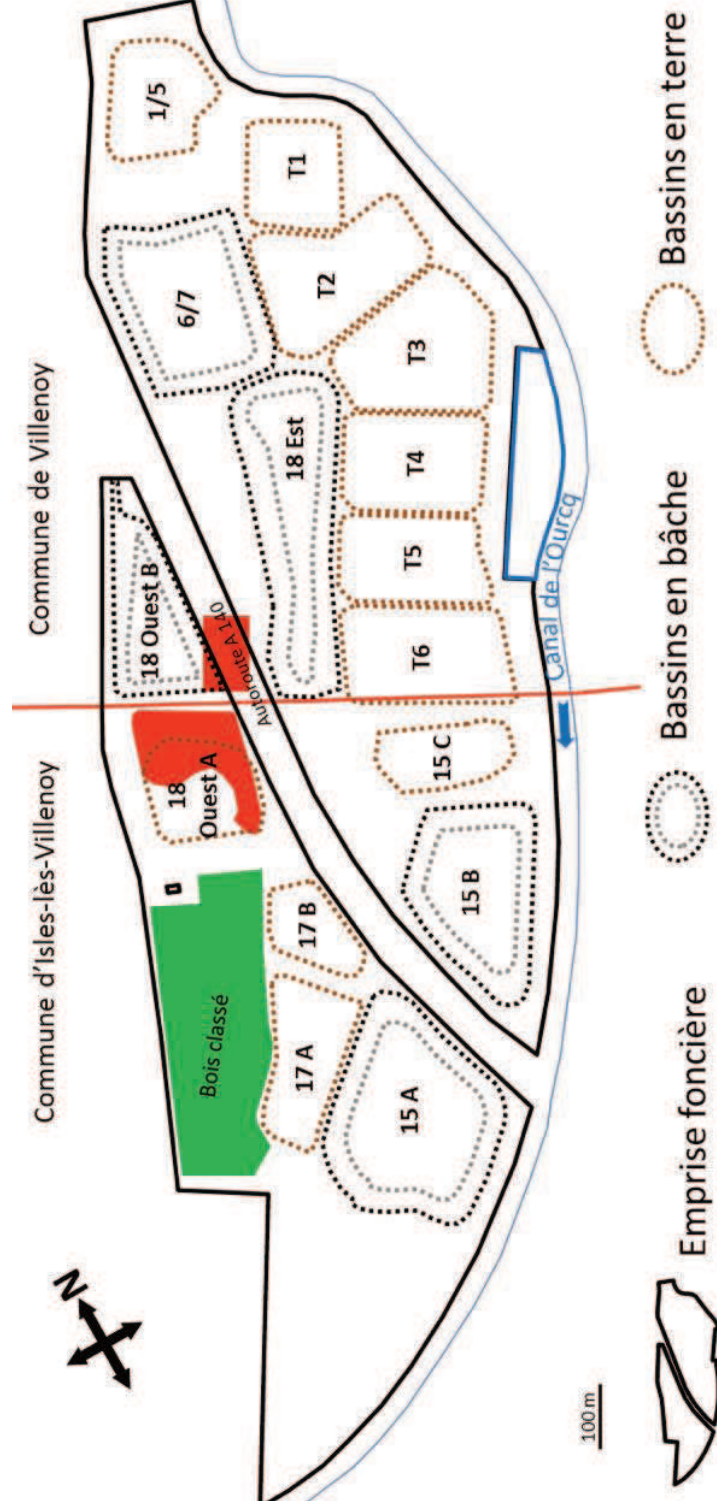 Commune d'Isles-lès-Villenoy
Commune de Villenoy
N
Bois classé
18
Ouest A
18 Ouest B
6/7
1/5
Autoroute A 140
17 A
17 B
18 Est
T2
T1
15 A
15 B
15 C
T6
T5
T4
T3
Canal de l'Ourcq
100 m
Emprise foncière
Bassins en bâche
Bassins en terre